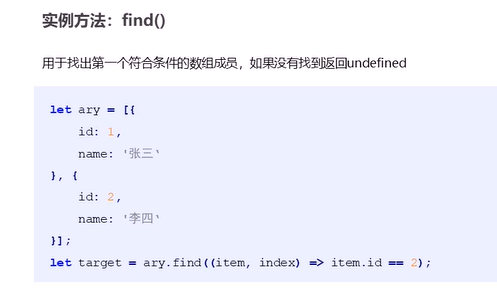 实例方法：find()
用于找出第一个符合条件的数组成员，如果没有找到返回undefined
let ary = [{
    id: 1,
    name: '张三‘
}, {
    id: 2,
    name: '李四‘
}];
let target = ary.find((item, index) => item.id == 2);